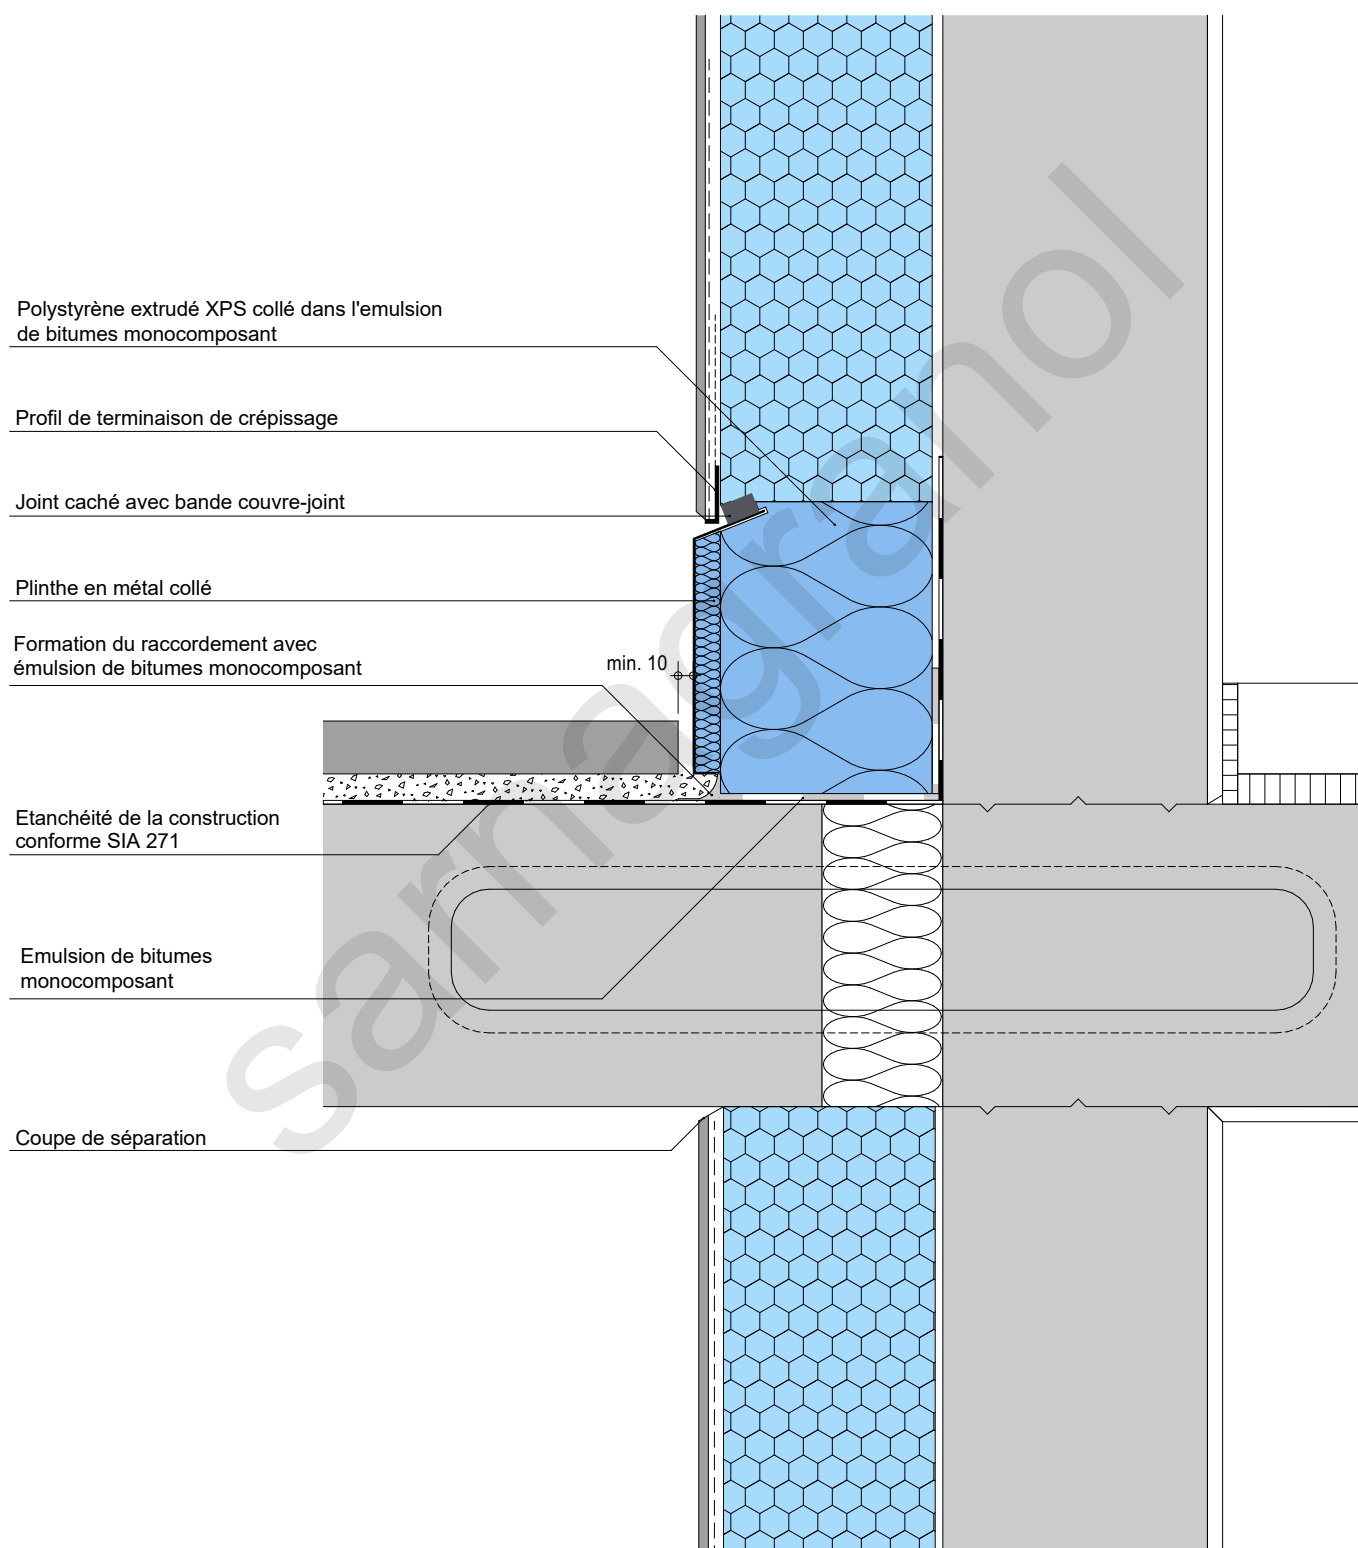 Polystyrène extrudé XPS collé dans l'emulsion
de bitumes monocomposant
Profil de terminaison de crépissage
Joint caché avec bande couvre-joint
Plinthe en métal collé
Formation du raccordement avec
émulsion de bitumes monocomposant
min. 10
Etanchéité de la construction
conforme SIA 271
Emulsion de bitumes
monocomposant
Coupe de séparation
sarnagranol